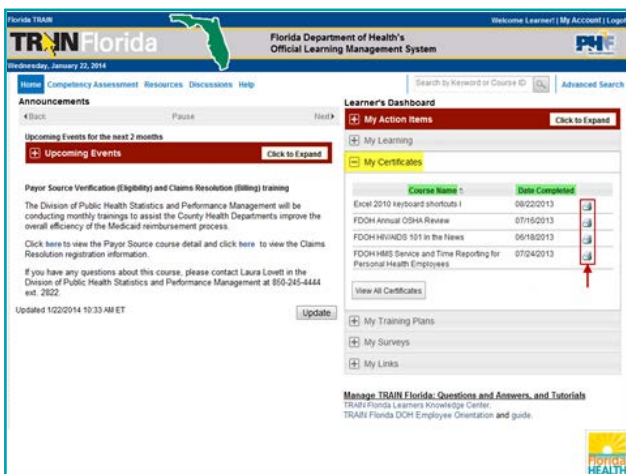 Florida TRAIN
Welcome Learner! | My Account | Logout
TRAIN Florida
Florida Department of Health's
Official Learning Management System
PHF
Wednesday, January 22, 2014
Home Competency Assessment Resources Discussions Help
Search by Keyword or Course ID
Advanced Search
Announcements
Back Pause Next
Upcoming Events for the next 2 months
Upcoming Events Click to Expand
Payor Source Verification (Eligibility) and Claims Resolution (Billing) training
The Division of Public Health Statistics and Performance Management will be
conducting monthly trainings to assist the County Health Departments improve the
overall efficiency of the Medicaid reimbursement process.
Click here to view the Payor Source course detail and click here to view the Claims
Resolution registration information.
If you have any questions about this course, please contact Laura Lovett in the
Division of Public Health Statistics and Performance Management at 850-245-4444
ext. 2822.
Updated 1/22/2014 10:33 AM ET
Update
Learner's Dashboard
My Action Items Click to Expand
My Learning
My Certificates
Course Name Date Completed
Excel 2010 keyboard shortcuts I 08/22/2013
FDOH Annual OSHA Review 07/16/2013
FDOH HIV/AIDS 101 In the News 06/18/2013
FDOH HMS Service and Time Reporting for 07/24/2013
Personal Health Employees
View All Certificates
My Training Plans
My Surveys
My Links
Manage TRAIN Florida: Questions and Answers, and Tutorials
TRAIN Florida Learners Knowledge Center.
TRAIN Florida DOH Employee Orientation and guide.
Florida
HEALTH